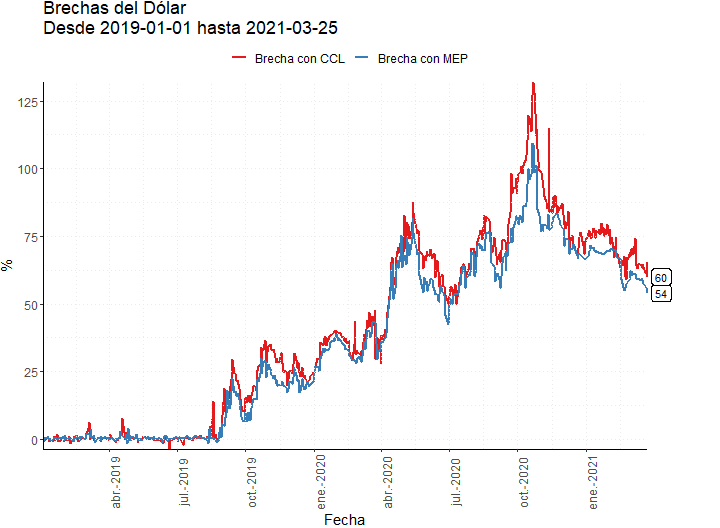 Brechas del Dólar
Desde 2019-01-01 hasta 2021-03-25
Brecha con CCL
Brecha con MEP
%
125
100
75
50
25
0
60
54
abr.-2019
jul.-2019
oct.-2019
ene.-2020
abr.-2020
jul.-2020
oct.-2020
ene.-2021
Fecha